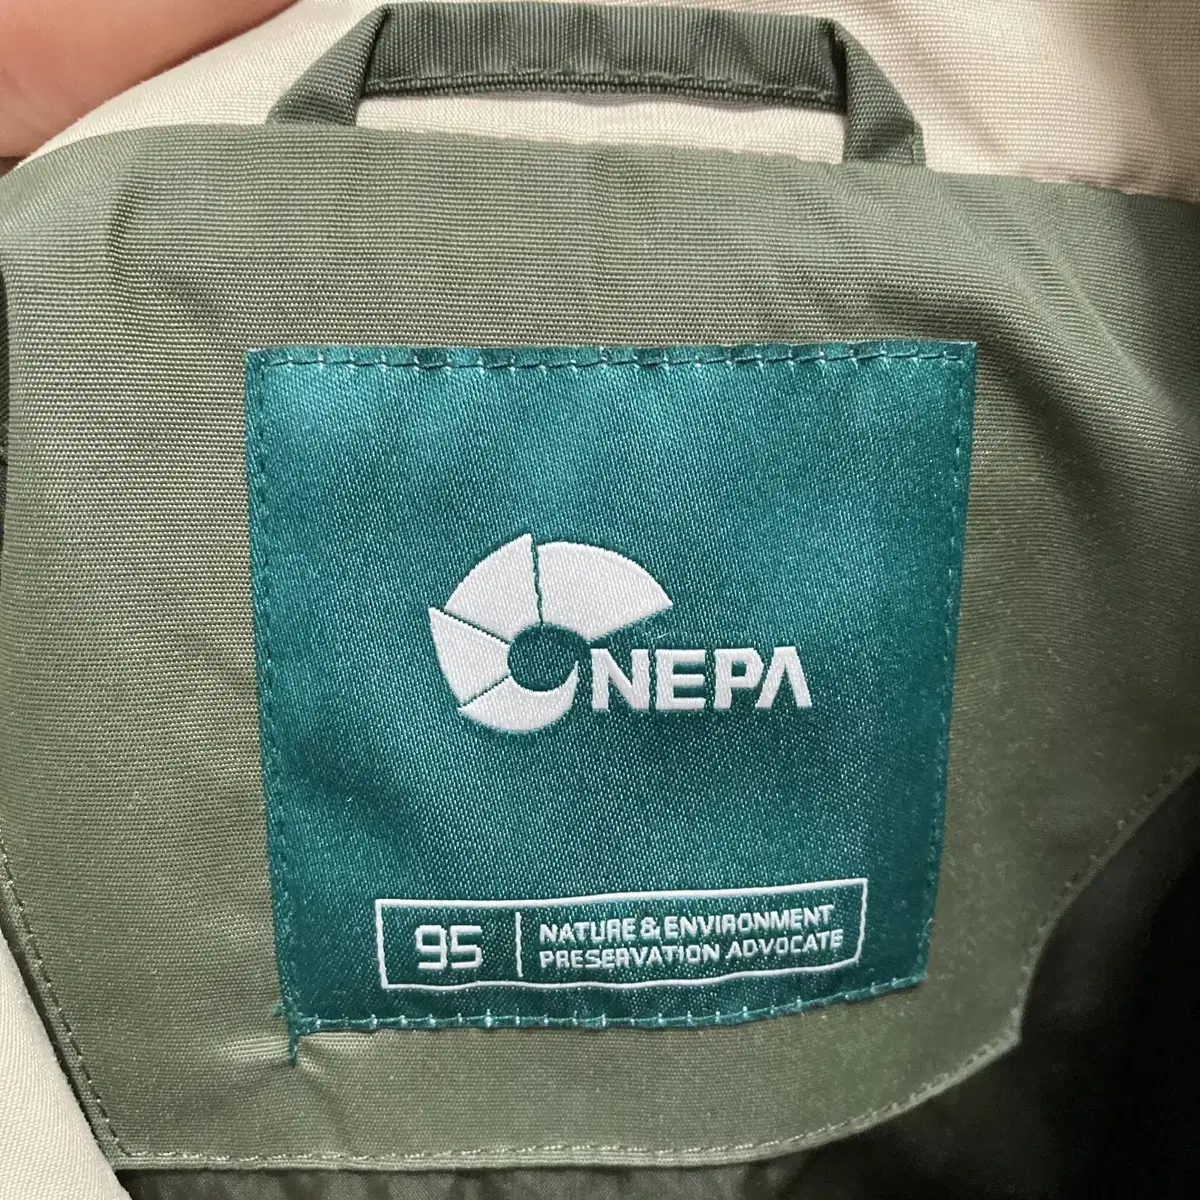 NEPA
95
NATURE & ENVIRONMENT
PRESERVATION ADVOCATE